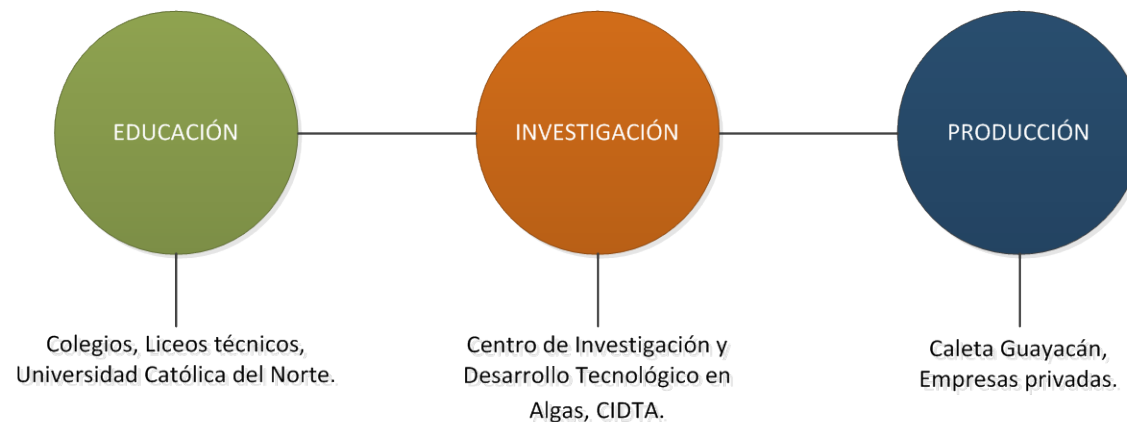 EDUCACIÓN
INVESTIGACIÓN
PRODUCCIÓN
Colegios, Liceos técnicos,
Universidad Católica del Norte.
Centro de Investigación y
Desarrollo Tecnológico en
Algas, CIDTA.
Caleta Guayacán,
Empresas privadas.